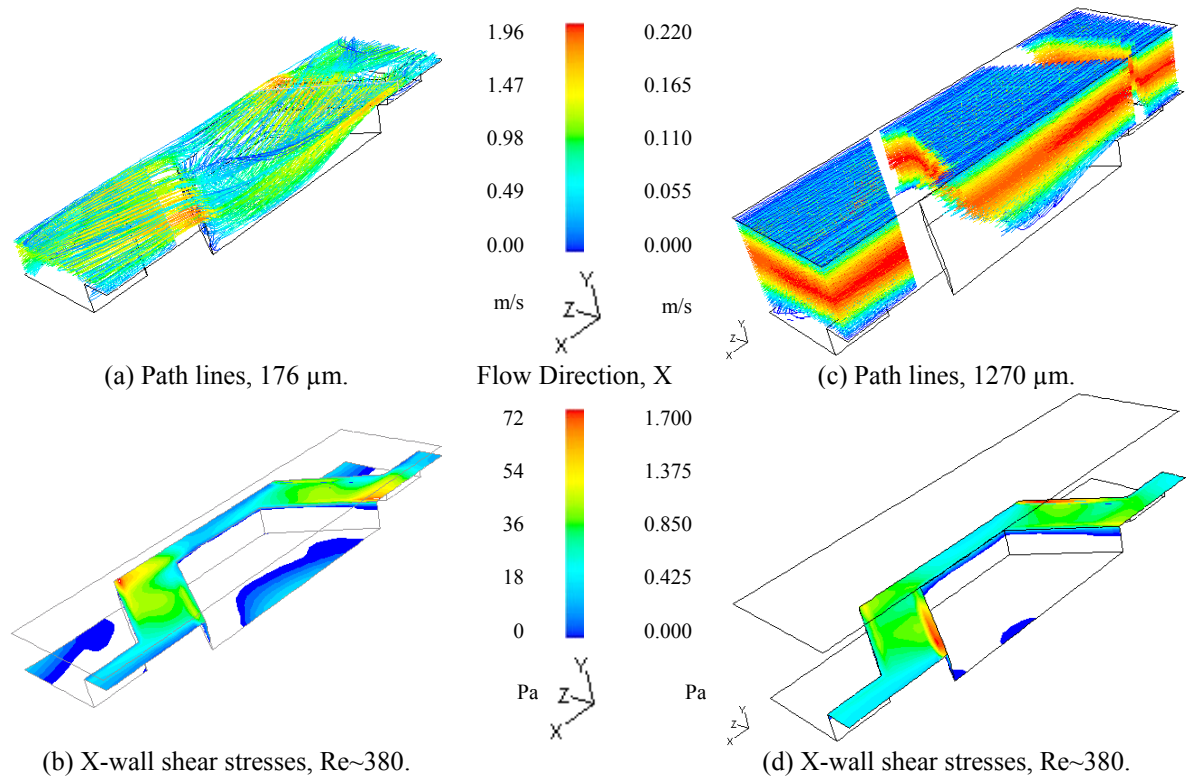 1.96
1.47
0.98
0.49
0.00
m/s
0.220
0.165
0.110
0.055
0.000
m/s
Y
Z
X
Y
Z
X
(a) Path lines, 176 µm.
Flow Direction, X
(c) Path lines, 1270 µm.
72
54
36
18
0
Pa
1.700
1.375
0.850
0.425
0.000
Pa
Y
Z
X
Y
Z
X
(b) X-wall shear stresses, Re~380.
(d) X-wall shear stresses, Re~380.